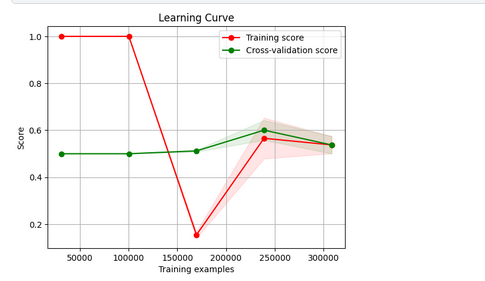 Learning Curve
Training score
Cross-validation score
1.0
0.8
0.6
0.4
0.2
Score
50000 100000 150000 200000 250000 300000
Training examples